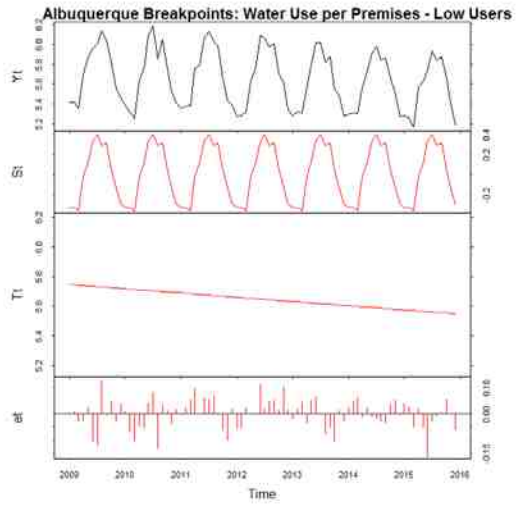 Albuquerque Breakpoints: Water Use per Premises - Low Users
Yt
5.2 5.4 5.6 5.8 6.0 6.2
St
-0.2 0.2 0.4
Tt
5.2 5.4 5.6 5.8 6.0 6.2
et
-0.15 0.00 0.10
2009 2010 2011 2012 2013 2014 2015 2016
Time